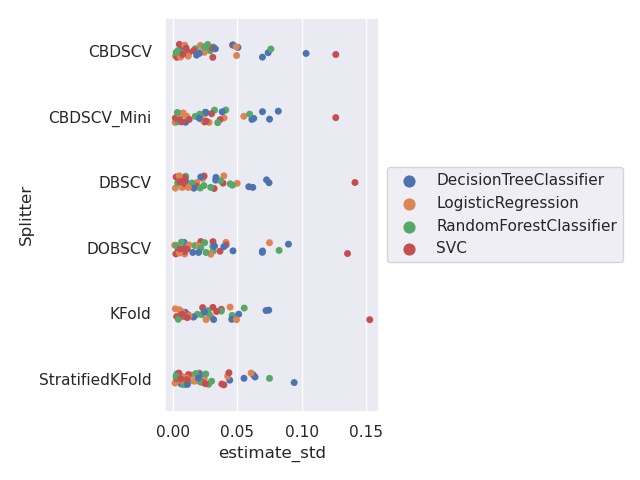 CBDSCV
CBDSCV_Mini
DBSCV
DOBSCV
KFold
StratifiedKFold
Splitter
0.00 0.05 0.10 0.15
estimate_std
DecisionTreeClassifier
LogisticRegression
RandomForestClassifier
SVC